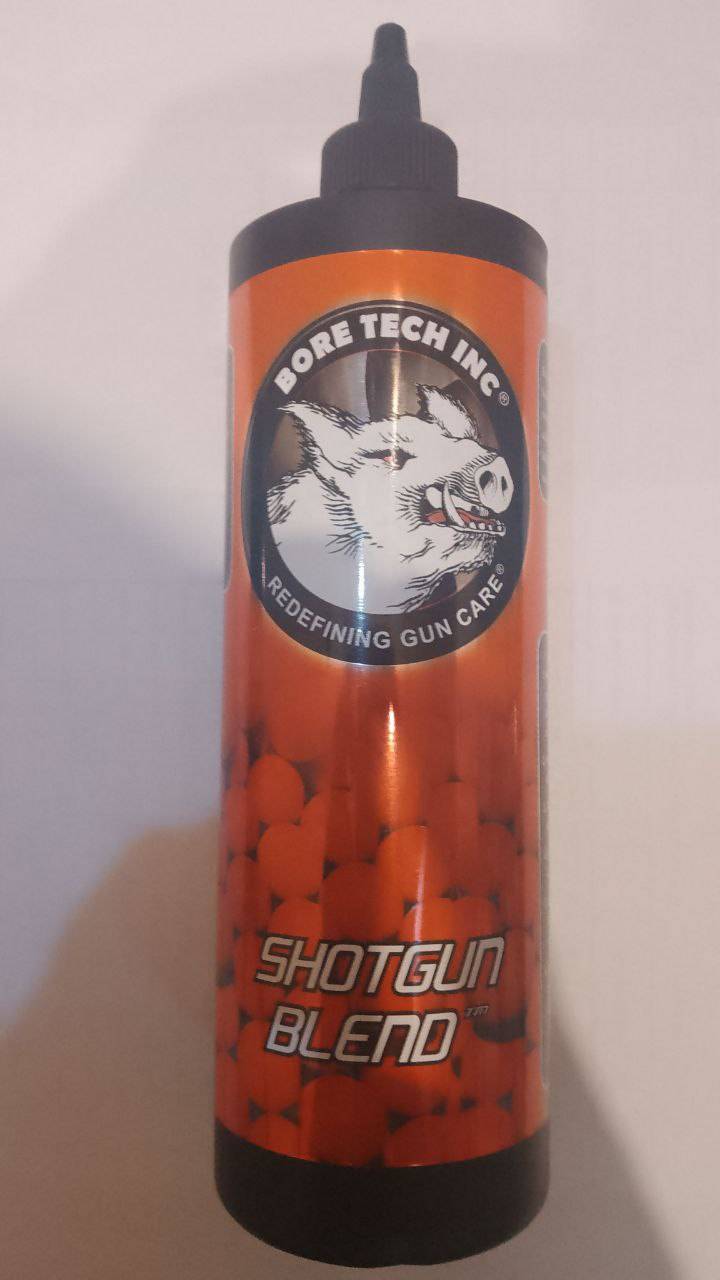 BORE TECH INC®
REDEFINING GUN CARE®
SHOTGUN
BLEND™